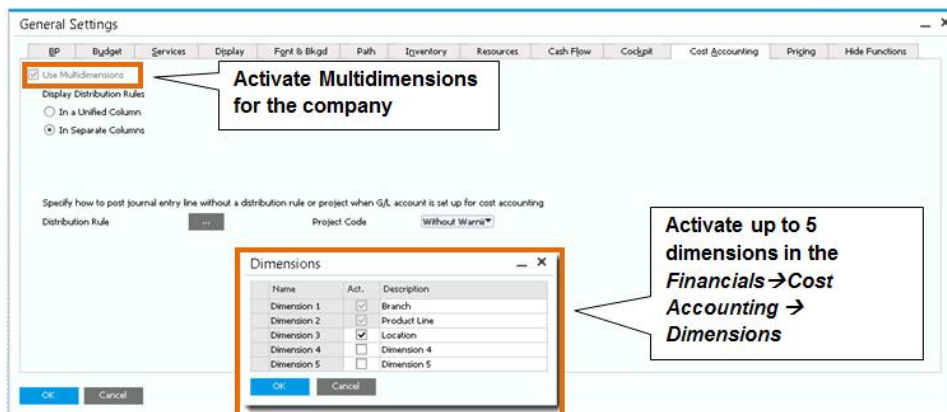 General Settings
BP Budget Services Display Font & Bkgd Path Inventory Resources Cash Flow Cockpit Cost Accounting Pricing Hide Functions
Use Multidimensions
Display Distribution Rules
In a Unified Column
In Separate Columns
Activate Multidimensions
for the company
Specify how to post journal entry line without a distribution rule or project when G/L account is set up for cost accounting
Distribution Rule ... Project Code Without Warni
Activate up to 5
dimensions in the
Financials→Cost
Accounting →
Dimensions
Dimensions
Name Act. Description
Dimension 1 Branch
Dimension 2 Product Line
Dimension 3 Location
Dimension 4 Dimension 4
Dimension 5 Dimension 5
OK Cancel
OK Cancel